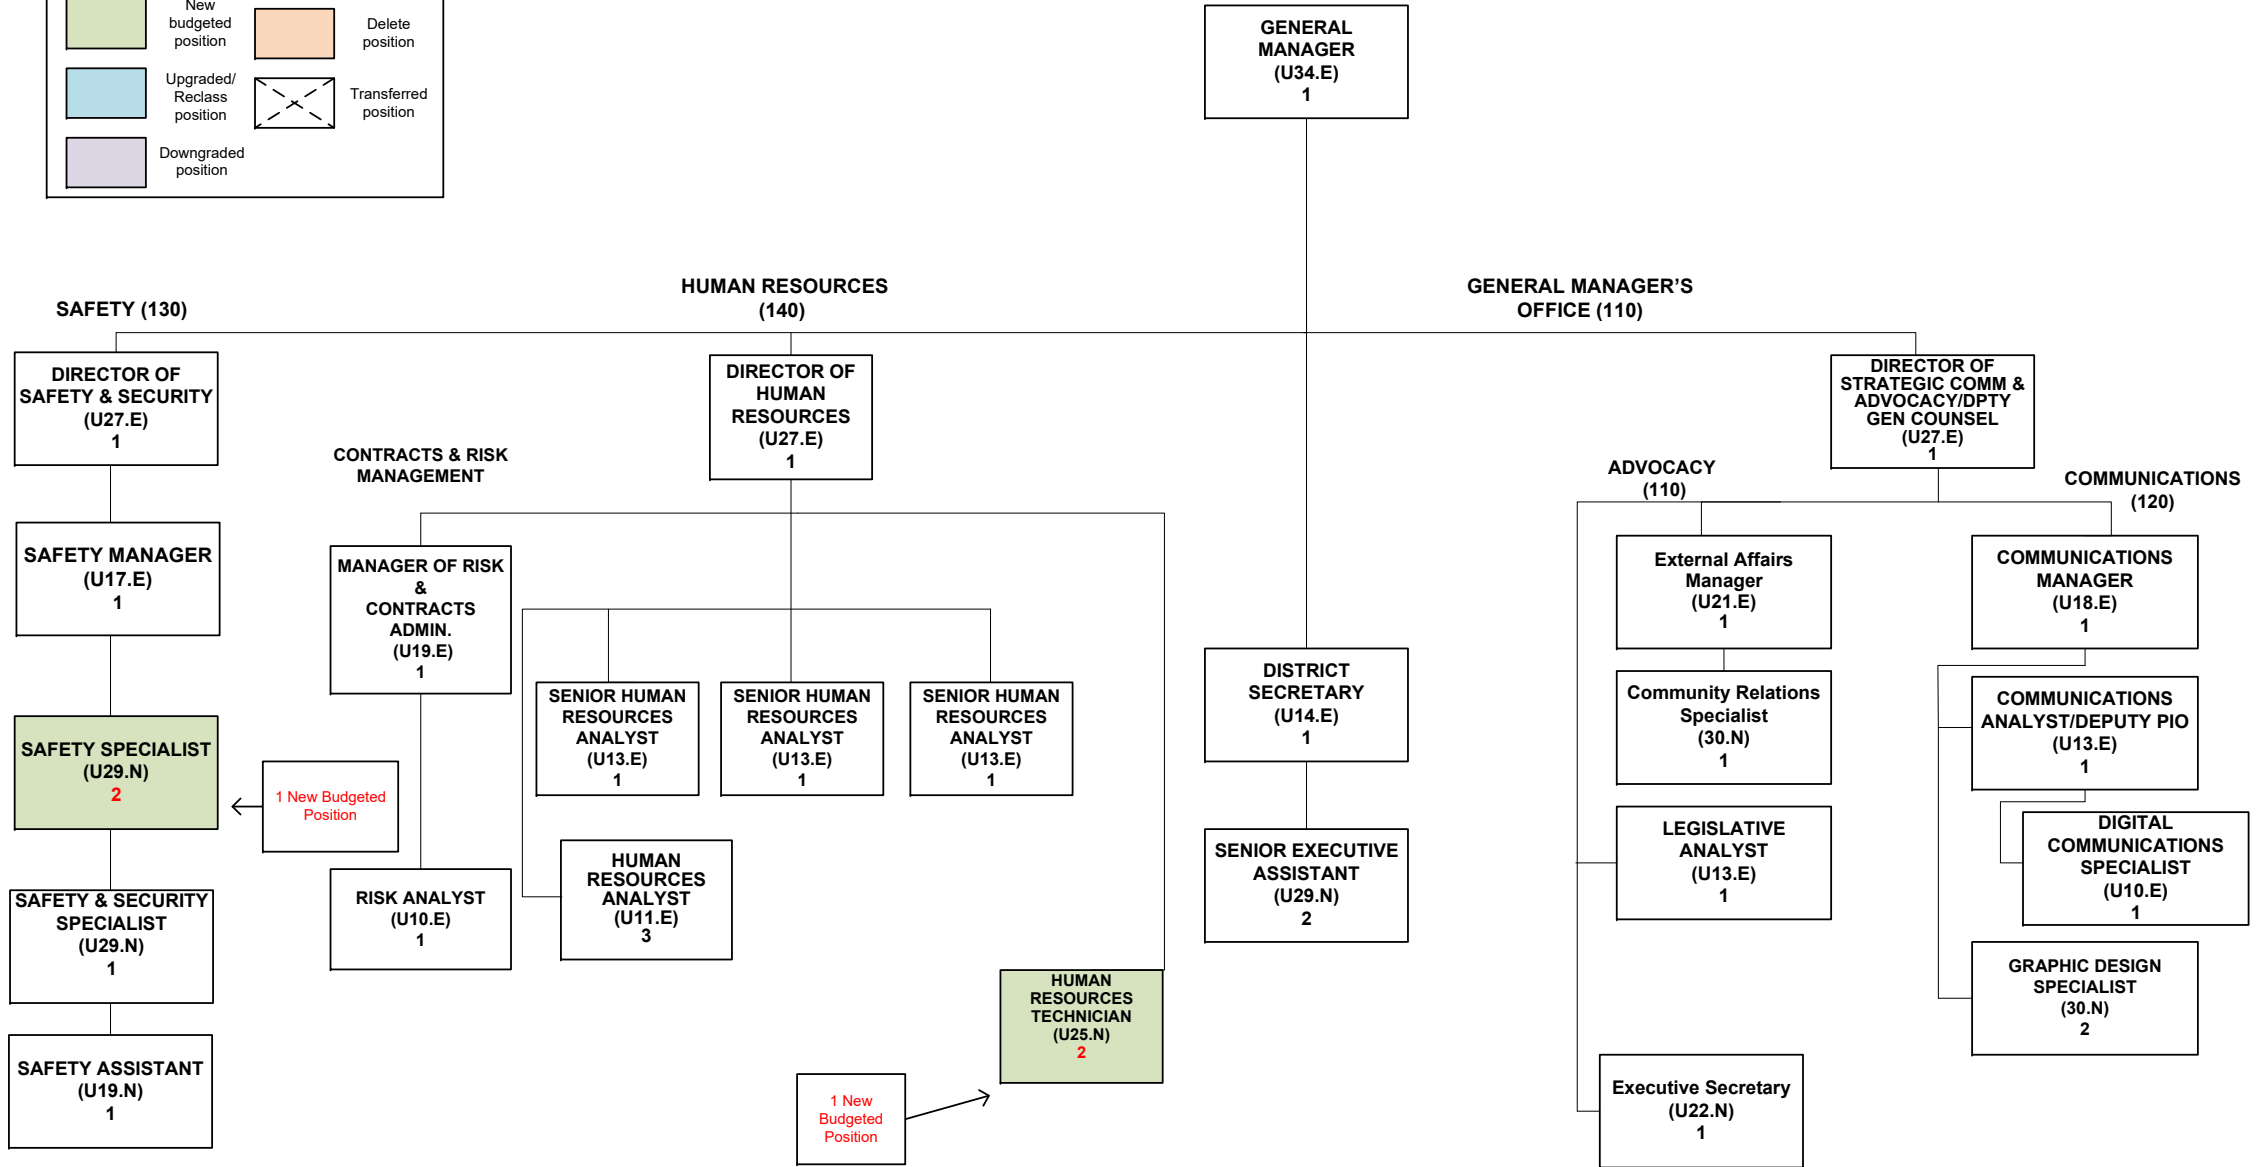 New
budgeted
position
Delete
position
Upgraded/
Reclass
position
Transferred
position
Downgraded
position
GENERAL
MANAGER
(U34.E)
1
SAFETY (130)
HUMAN RESOURCES
(140)
GENERAL MANAGER’S
OFFICE (110)
DIRECTOR OF
SAFETY & SECURITY
(U27.E)
1
SAFETY MANAGER
(U17.E)
1
SAFETY SPECIALIST
(U29.N)
2
1 New Budgeted
Position
SAFETY & SECURITY
SPECIALIST
(U29.N)
1
SAFETY ASSISTANT
(U19.N)
1
DIRECTOR OF
HUMAN
RESOURCES
(U27.E)
1
CONTRACTS & RISK
MANAGEMENT
MANAGER OF RISK
&
CONTRACTS
ADMIN.
(U19.E)
1
RISK ANALYST
(U10.E)
1
SENIOR HUMAN
RESOURCES
ANALYST
(U13.E)
1
SENIOR HUMAN
RESOURCES
ANALYST
(U13.E)
1
SENIOR HUMAN
RESOURCES
ANALYST
(U13.E)
1
HUMAN
RESOURCES
ANALYST
(U11.E)
3
HUMAN
RESOURCES
TECHNICIAN
(U25.N)
2
1 New
Budgeted
Position
DISTRICT
SECRETARY
(U14.E)
1
SENIOR EXECUTIVE
ASSISTANT
(U29.N)
2
DIRECTOR OF
STRATEGIC COMM &
ADVOCACY/DPTY
GEN COUNSEL
(U27.E)
1
ADVOCACY
(110)
COMMUNICATIONS
(120)
External Affairs
Manager
(U21.E)
1
Community Relations
Specialist
(30.N)
1
LEGISLATIVE
ANALYST
(U13.E)
1
Executive Secretary
(U22.N)
1
COMMUNICATIONS
MANAGER
(U18.E)
1
COMMUNICATIONS
ANALYST/DEPUTY PIO
(U13.E)
1
DIGITAL
COMMUNICATIONS
SPECIALIST
(U10.E)
1
GRAPHIC DESIGN
SPECIALIST
(30.N)
2